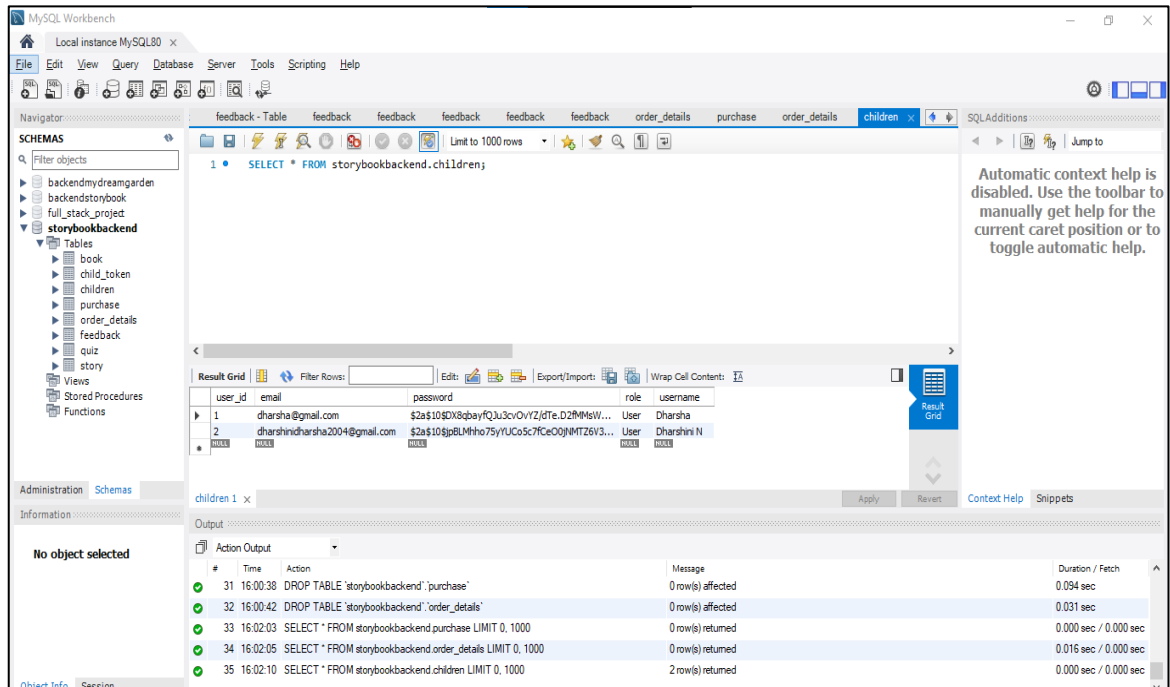 MySQL Workbench
Local instance MySQL80 ×
File Edit View Query Database Server Tools Scripting Help
Navigator
SCHEMAS
Filter objects
backendmydreamgarden
backendstorybook
full_stack_project
storybookbackend
Tables
book
child_token
children
purchase
order_details
feedback
quiz
story
Views
Stored Procedures
Functions
Administration Schemas
Information
No object selected
Object Info Session
feedback - Table feedback feedback feedback feedback feedback order_details purchase order_details children ×
Limit to 1000 rows
1 SELECT * FROM storybookbackend.children;
Result Grid Filter Rows: Edit: Export/Import: Wrap Cell Content:
user_id email password role username
1 dharsha@gmail.com $2a$10$DX8qbayfQJu3cvOvYZ/dTe.D2fMMsW... User Dharsha
2 dharshinidharsha2004@gmail.com $2a$10$jpBLMhho75yYUCo5c7fCeO0jNMTZ6V3... User Dharshini N
NULL NULL NULL NULL NULL
Result Grid
children 1 × Apply Revert
SQLAdditions
Jump to
Automatic context help is
disabled. Use the toolbar to
manually get help for the
current caret position or to
toggle automatic help.
Context Help Snippets
Output
Action Output
# Time Action Message Duration / Fetch
31 16:00:38 DROP TABLE `storybookbackend`.`purchase` 0 row(s) affected 0.094 sec
32 16:00:42 DROP TABLE `storybookbackend`.`order_details` 0 row(s) affected 0.031 sec
33 16:02:03 SELECT * FROM storybookbackend.purchase LIMIT 0, 1000 0 row(s) returned 0.000 sec / 0.000 sec
34 16:02:05 SELECT * FROM storybookbackend.order_details LIMIT 0, 1000 0 row(s) returned 0.016 sec / 0.000 sec
35 16:02:10 SELECT * FROM storybookbackend.children LIMIT 0, 1000 2 row(s) returned 0.000 sec / 0.000 sec